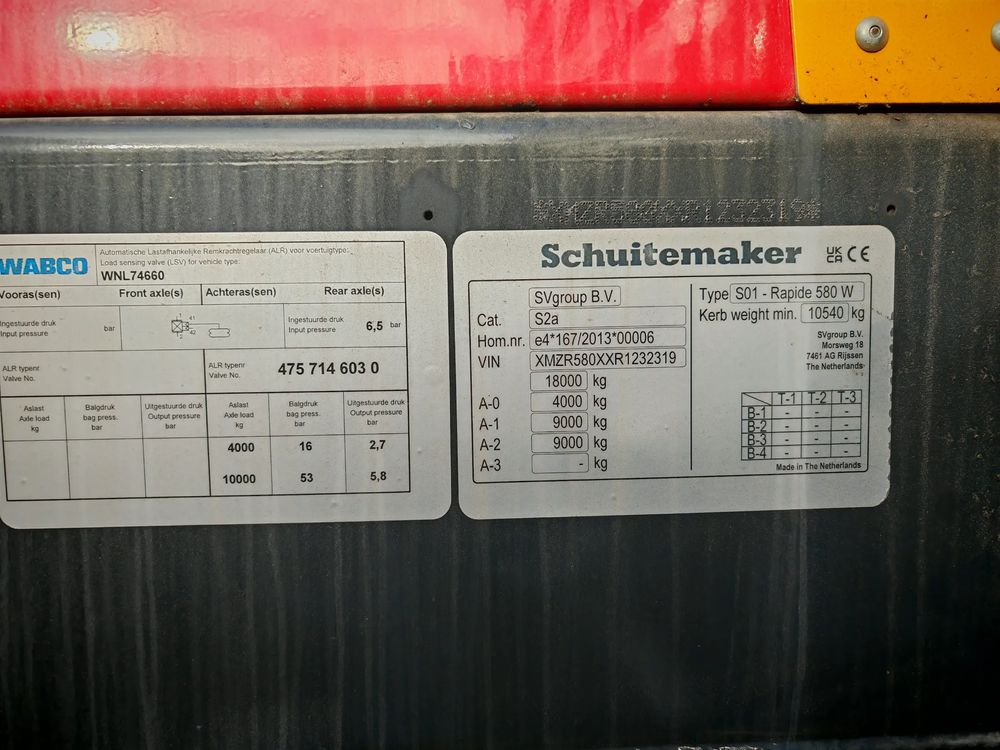 *XMZR580XXR1232319*
WABCO
Automatische Lastafhankelijke Remkrachtregelaar (ALR) voor voertuigtype:
Load sensing valve (LSV) for vehicle type:
WNL74660
Vooras(sen) Front axle(s) Achteras(sen) Rear axle(s)
Ingestuurde druk
Input pressure
bar
1 41
42
2
Ingestuurde druk
Input pressure
6,5 bar
ALR typenr
Valve No.
ALR typenr
Valve No.
475 714 603 0
Aslast
Axle load
kg
Balgdruk
bag press.
bar
Uitgestuurde druk
Output pressure
bar
Aslast
Axle load
kg
Balgdruk
bag press.
bar
Uitgestuurde druk
Output pressure
bar
4000 16 2,7
10000 53 5,8
Schuitemaker
UK
CA
CE
SVgroup B.V.
Cat. S2a
Hom.nr. e4*167/2013*00006
VIN XMZR580XXR1232319
18000 kg
A-0 4000 kg
A-1 9000 kg
A-2 9000 kg
A-3 - kg
Type S01 - Rapide 580 W
Kerb weight min. 10540 kg
SVgroup B.V.
Morsweg 18
7461 AG Rijssen
The Netherlands
T-1 T-2 T-3
B-1 - - -
B-2 - - -
B-3 - - -
B-4 - - -
Made in The Netherlands